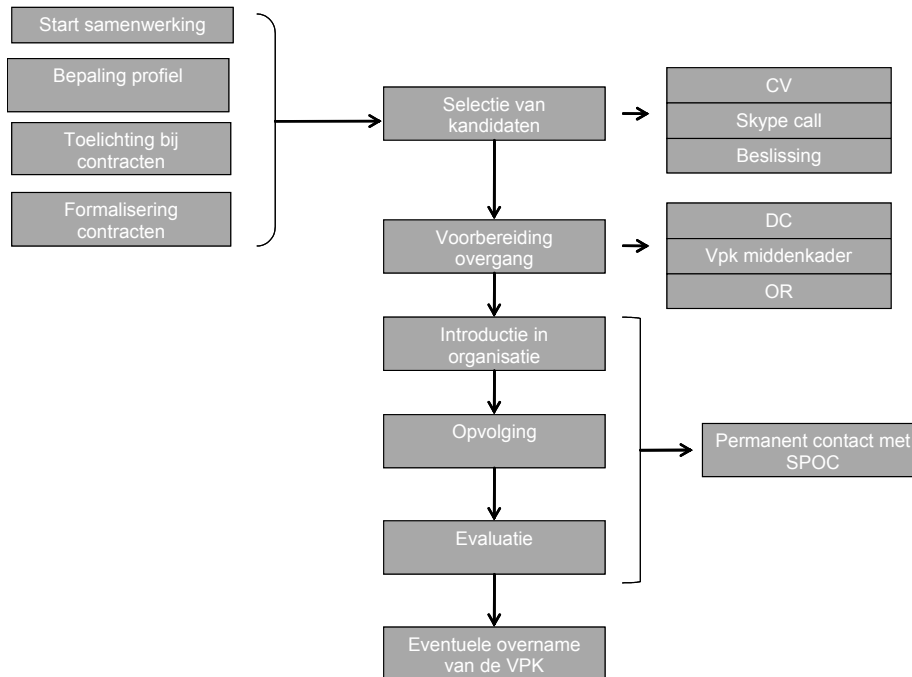 Start samenwerking
Bepaling profiel
Toelichting bij
contracten
Formalisering
contracten
Selectie van
kandidaten
CV
Skype call
Beslissing
Voorbereiding
overgang
DC
Vpk middenkader
OR
Introductie in
organisatie
Opvolging
Permanent contact met
SPOC
Evaluatie
Eventuele overname
van de VPK